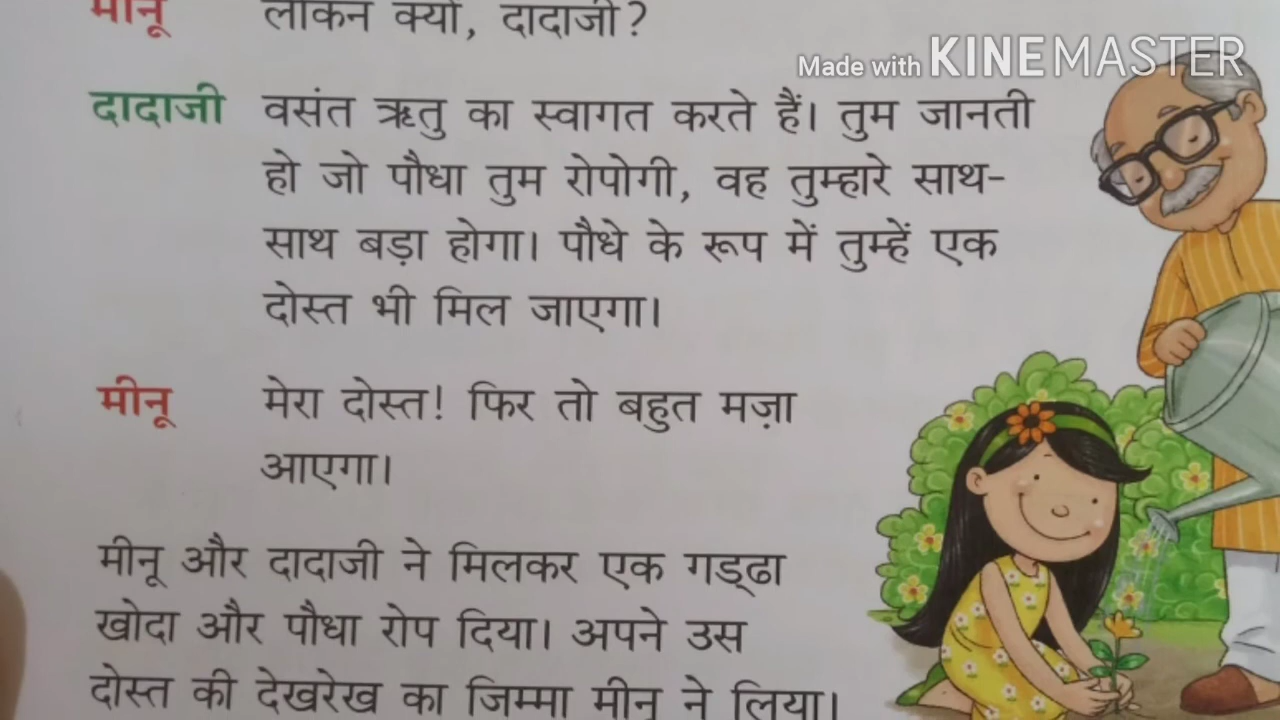 मीनू लेकिन क्यों, दादाजी?
Made with KINEMASTER
दादाजी वसंत ऋतु का स्वागत करते हैं। तुम जानती
हो जो पौधा तुम रोपोगी, वह तुम्हारे साथ-
साथ बड़ा होगा। पौधे के रूप में तुम्हें एक
दोस्त भी मिल जाएगा।
मीनू मेरा दोस्त! फिर तो बहुत मज़ा
आएगा।
मीनू और दादाजी ने मिलकर एक गड्ढा
खोदा और पौधा रोप दिया। अपने उस
दोस्त की देखरेख का जिम्मा मीनू ने लिया।